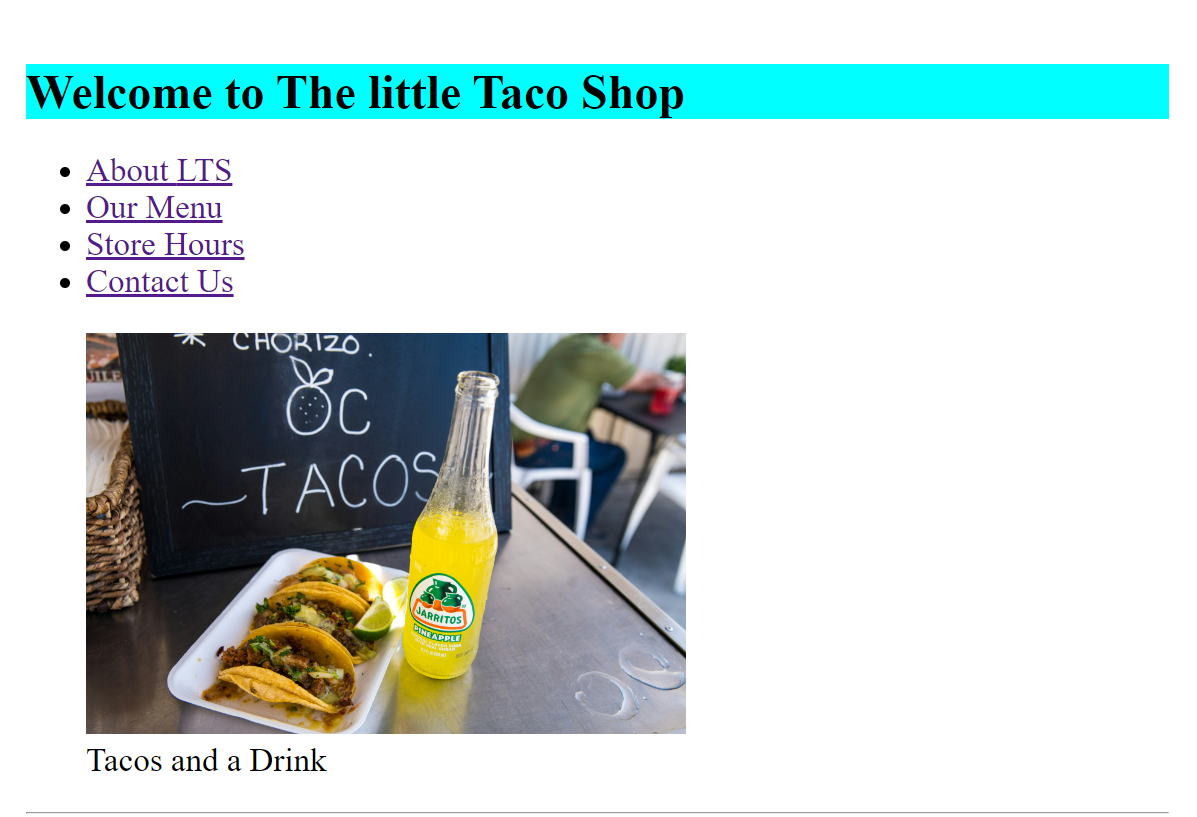 Welcome to The little Taco Shop
About LTS
Our Menu
Store Hours
Contact Us
CHORIZO.
OC
TACOS
JARRITOS
PINEAPPLE
Tacos and a Drink